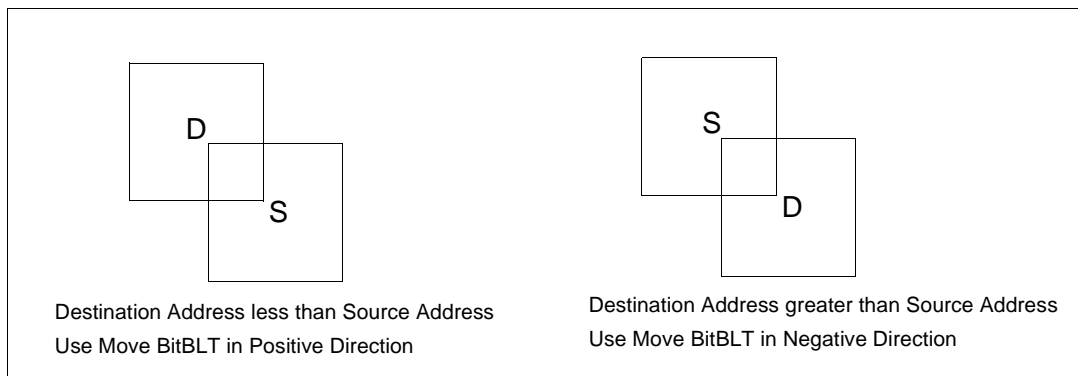 D
S
Destination Address less than Source Address
Use Move BitBLT in Positive Direction
S
D
Destination Address greater than Source Address
Use Move BitBLT in Negative Direction